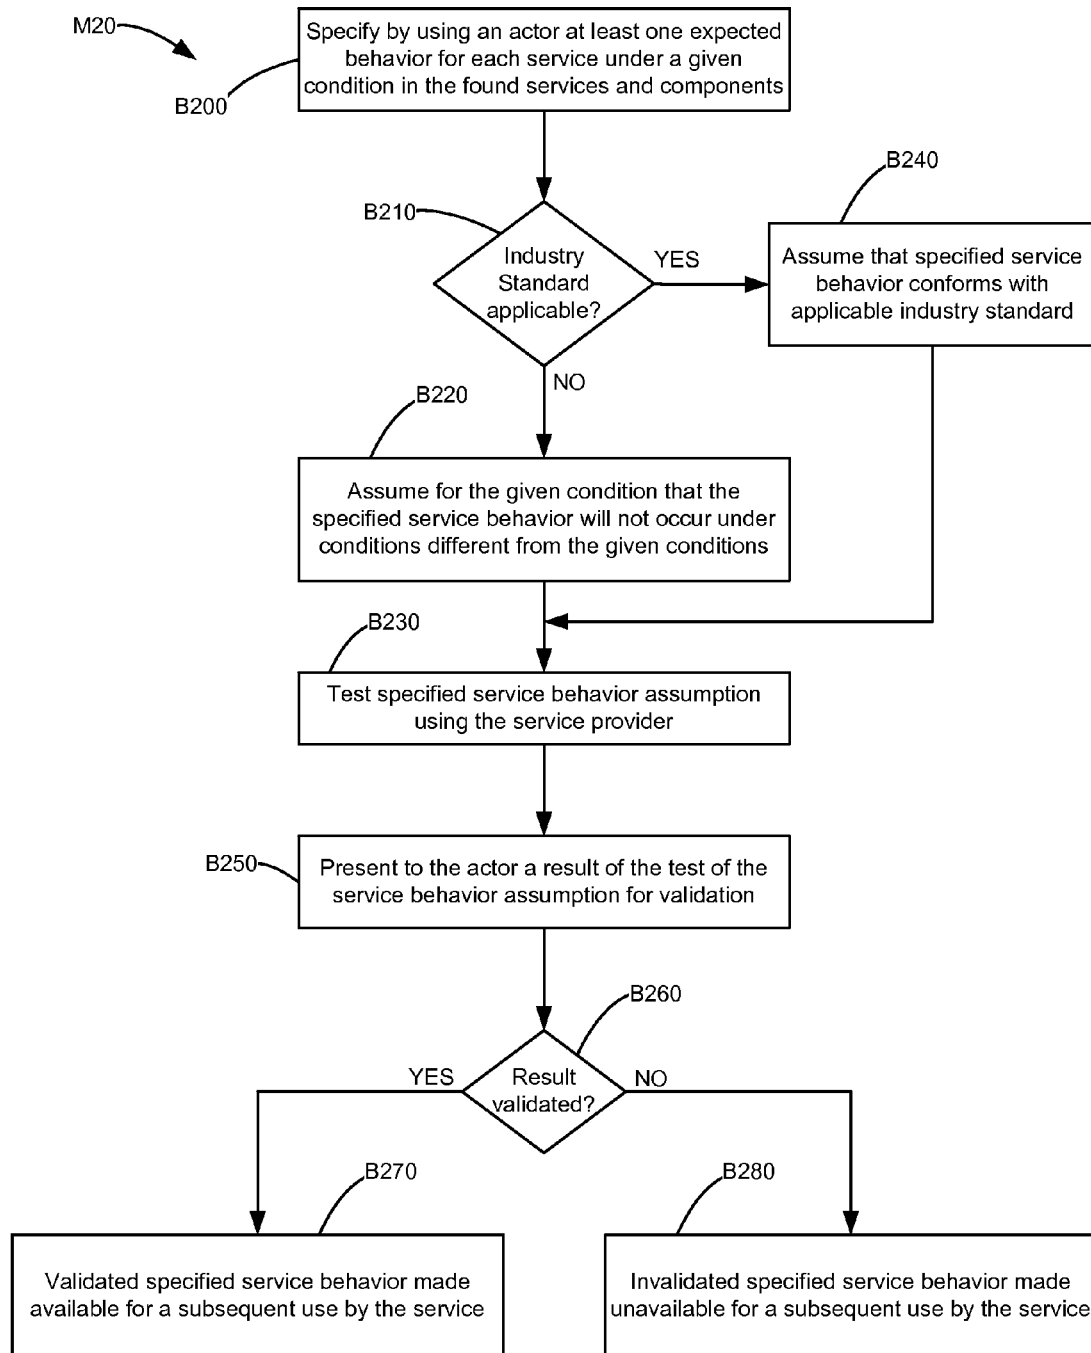 M20
Specify by using an actor at least one expected
behavior for each service under a given
condition in the found services and components
B200
B210
Industry
Standard
applicable?
YES
B240
Assume that specified service
behavior conforms with
applicable industry standard
NO
B220
Assume for the given condition that the
specified service behavior will not occur under
conditions different from the given conditions
B230
Test specified service behavior assumption
using the service provider
B250
Present to the actor a result of the test of the
service behavior assumption for validation
B260
YES
Result
validated?
NO
B270
B280
Validated specified service behavior made
available for a subsequent use by the service
Invalidated specified service behavior made
unavailable for a subsequent use by the service